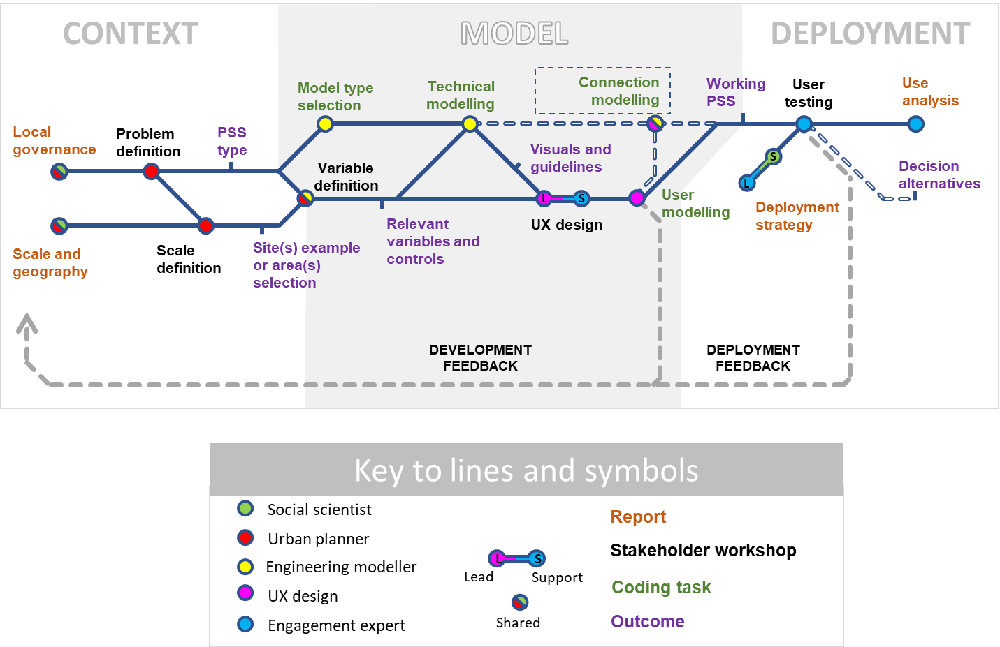 CONTEXT
MODEL
DEPLOYMENT
Local
governance
Problem
definition
PSS
type
Model type
selection
Technical
modelling
Connection
modelling
Working
PSS
User
testing
Use
analysis
Variable
definition
Visuals and
guidelines
Decision
alternatives
S
L
Deployment
strategy
User
modelling
L
S
UX design
Scale and
geography
Scale
definition
Site(s) example
or area(s)
selection
Relevant
variables and
controls
DEVELOPMENT
FEEDBACK
DEPLOYMENT
FEEDBACK
Key to lines and symbols
Social scientist
Urban planner
Engineering modeller
UX design
Engagement expert
L
S
Lead
Support
Shared
Report
Stakeholder workshop
Coding task
Outcome